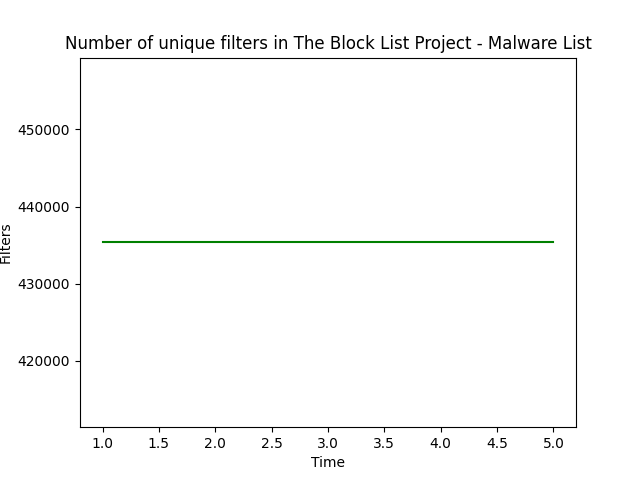 Number of unique filters in The Block List Project - Malware List
450000
440000
430000
420000
Filters
1.0 1.5 2.0 2.5 3.0 3.5 4.0 4.5 5.0
Time